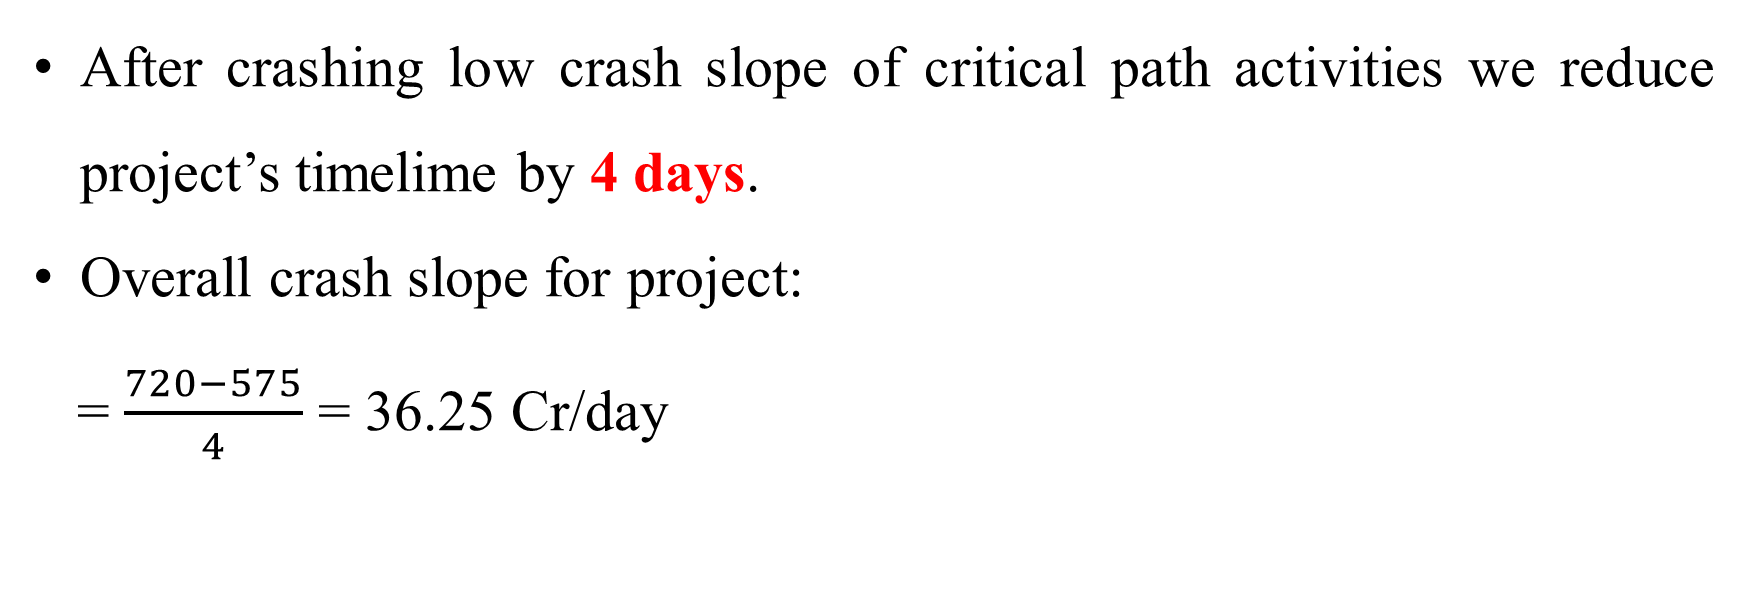 • After crashing low crash slope of critical path activities we reduce
project’s timelime by 4 days.
• Overall crash slope for project:
= \frac{720−575}{4} = 36.25 Cr/day